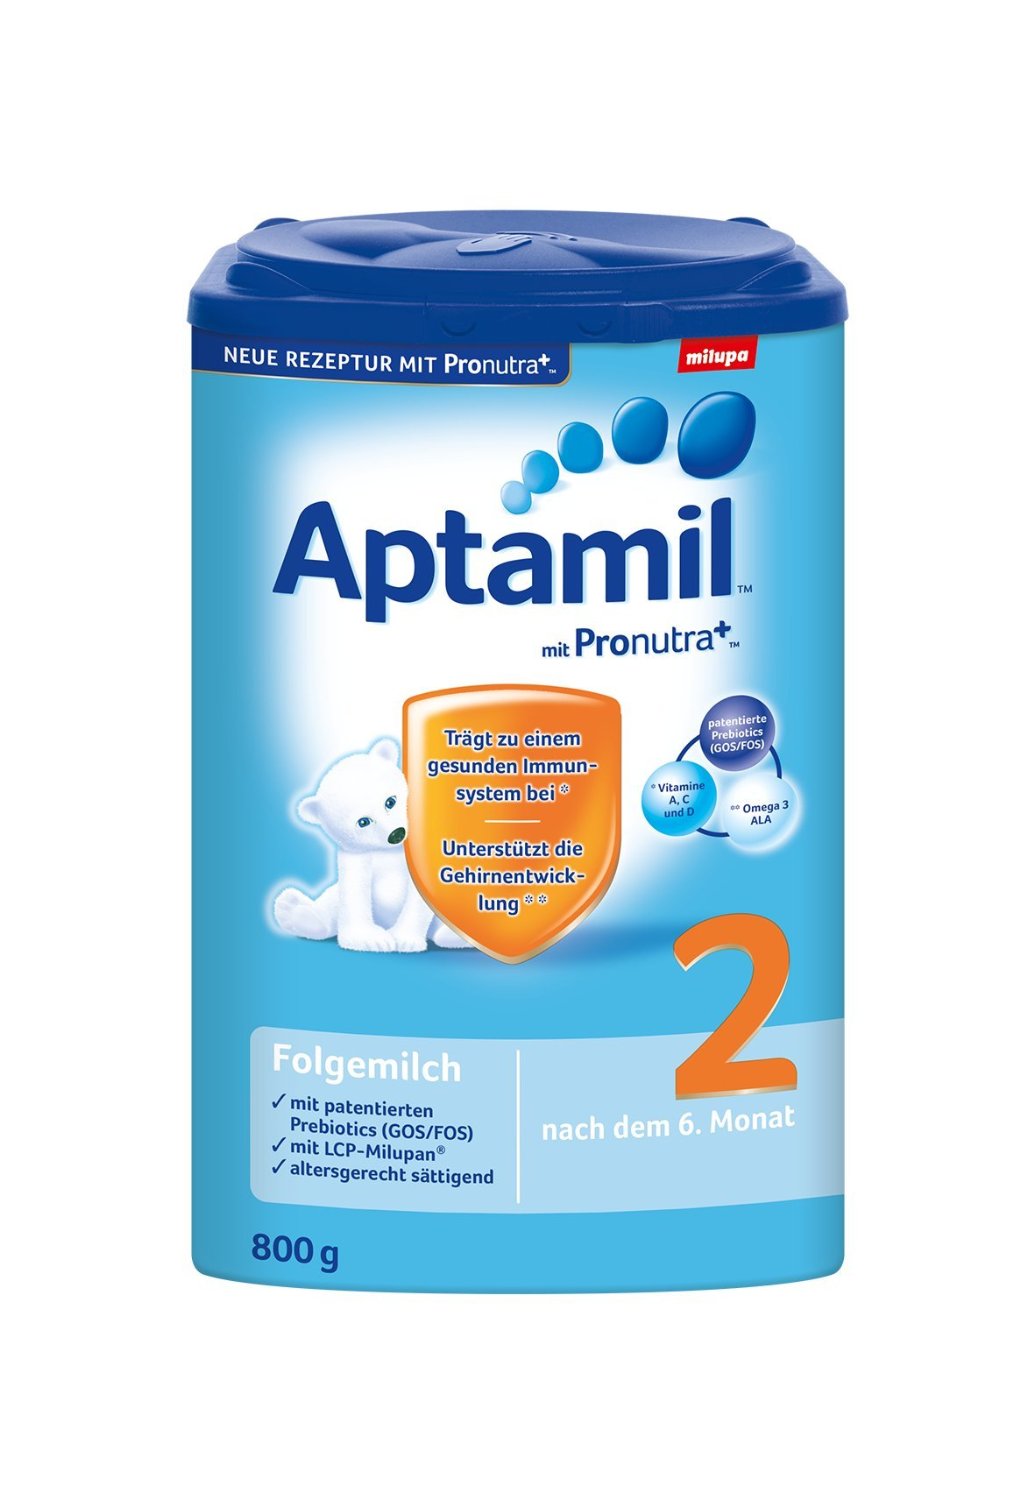 NEUE REZEPTUR MIT Pronutra+™
milupa
Aptamil™
mit Pronutra+™
Trägt zu einem
gesunden Immun-
system bei *
Unterstützt die
Gehirnentwick-
lung * *
patentierte
Prebiotics
(GOS/FOS)
* Vitamine
A, C
und D
** Omega 3
ALA
2
nach dem 6. Monat
Folgemilch
✓ mit patentierten
Prebiotics (GOS/FOS)
✓ mit LCP-Milupan®
✓ altersgerecht sättigend
800 g